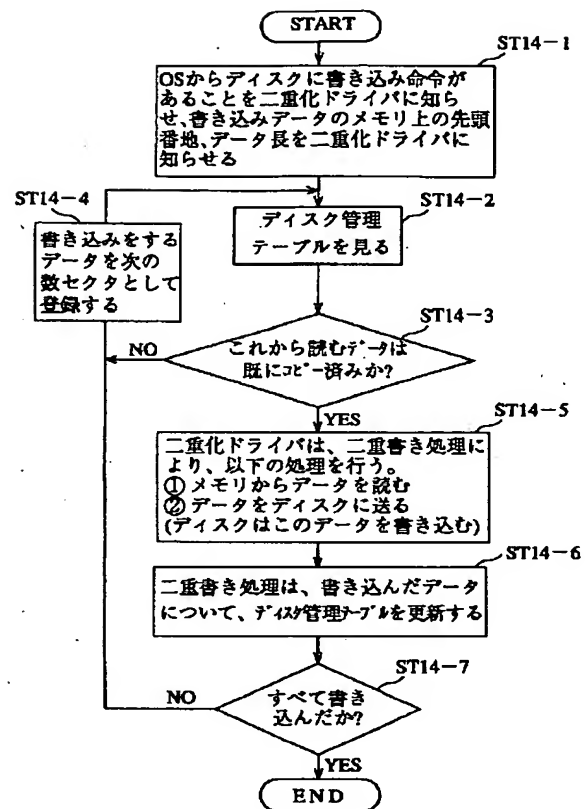 START
ST14-1
OSからディスクに書き込み命令が
あることを二重化ドライバに知ら
せ、書き込みデータのメモリ上の先頭
番地、データ長を二重化ドライバに
知らせる
ST14-4
書き込みをする
データを次の
数セクタとして
登録する
ST14-2
ディスク管理
テーブルを見る
ST14-3
NO
これから読むデータは
既にコピー済みか?
YES
ST14-5
二重化ドライバは、二重書き処理に
より、以下の処理を行う。
① メモリからデータを読む
② データをディスクに送る
(ディスクはこのデータを書き込む)
ST14-6
二重書き処理は、書き込んだデータ
について、ディスク管理テーブルを更新する
ST14-7
NO
すべて書き
込んだか?
YES
END